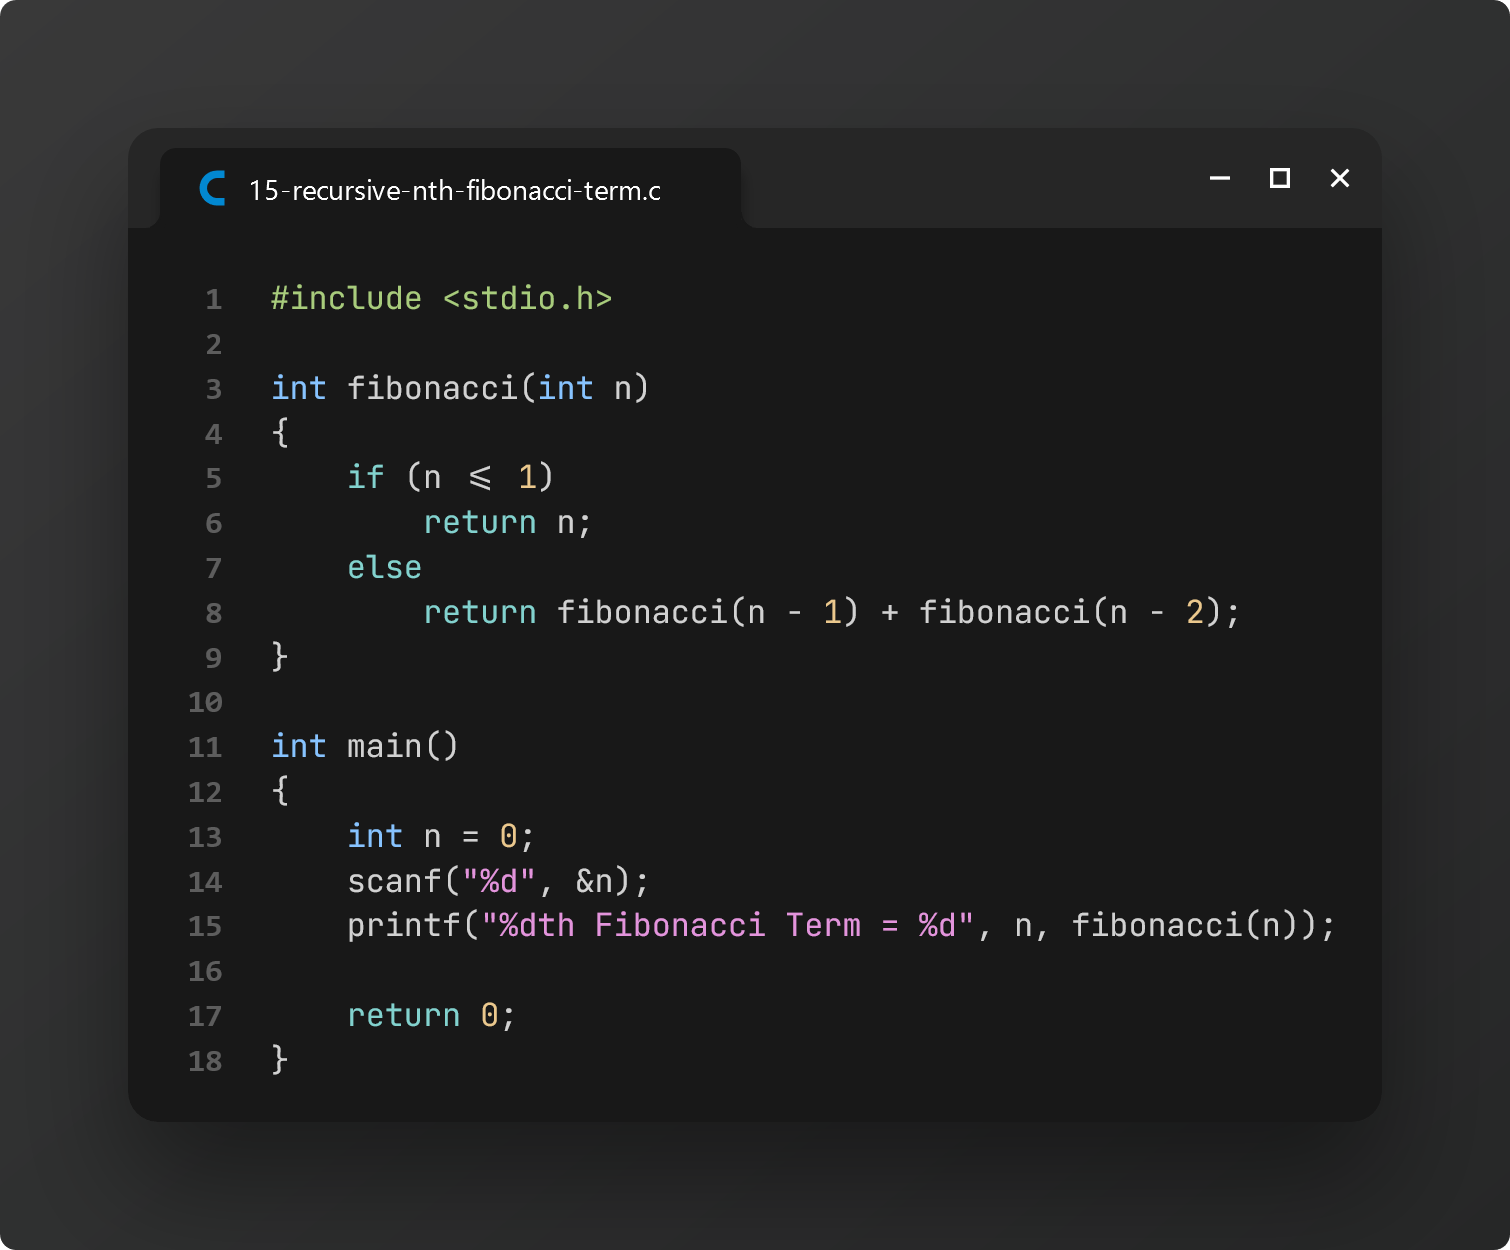 15-recursive-nth-fibonacci-term.c
1 #include <stdio.h>
2
3 int fibonacci(int n)
4 {
5     if (n ⩽ 1)
6         return n;
7     else
8         return fibonacci(n - 1) + fibonacci(n - 2);
9 }
10
11 int main()
12 {
13     int n = 0;
14     scanf("%d", &n);
15     printf("%dth Fibonacci Term = %d", n, fibonacci(n));
16
17     return 0;
18 }